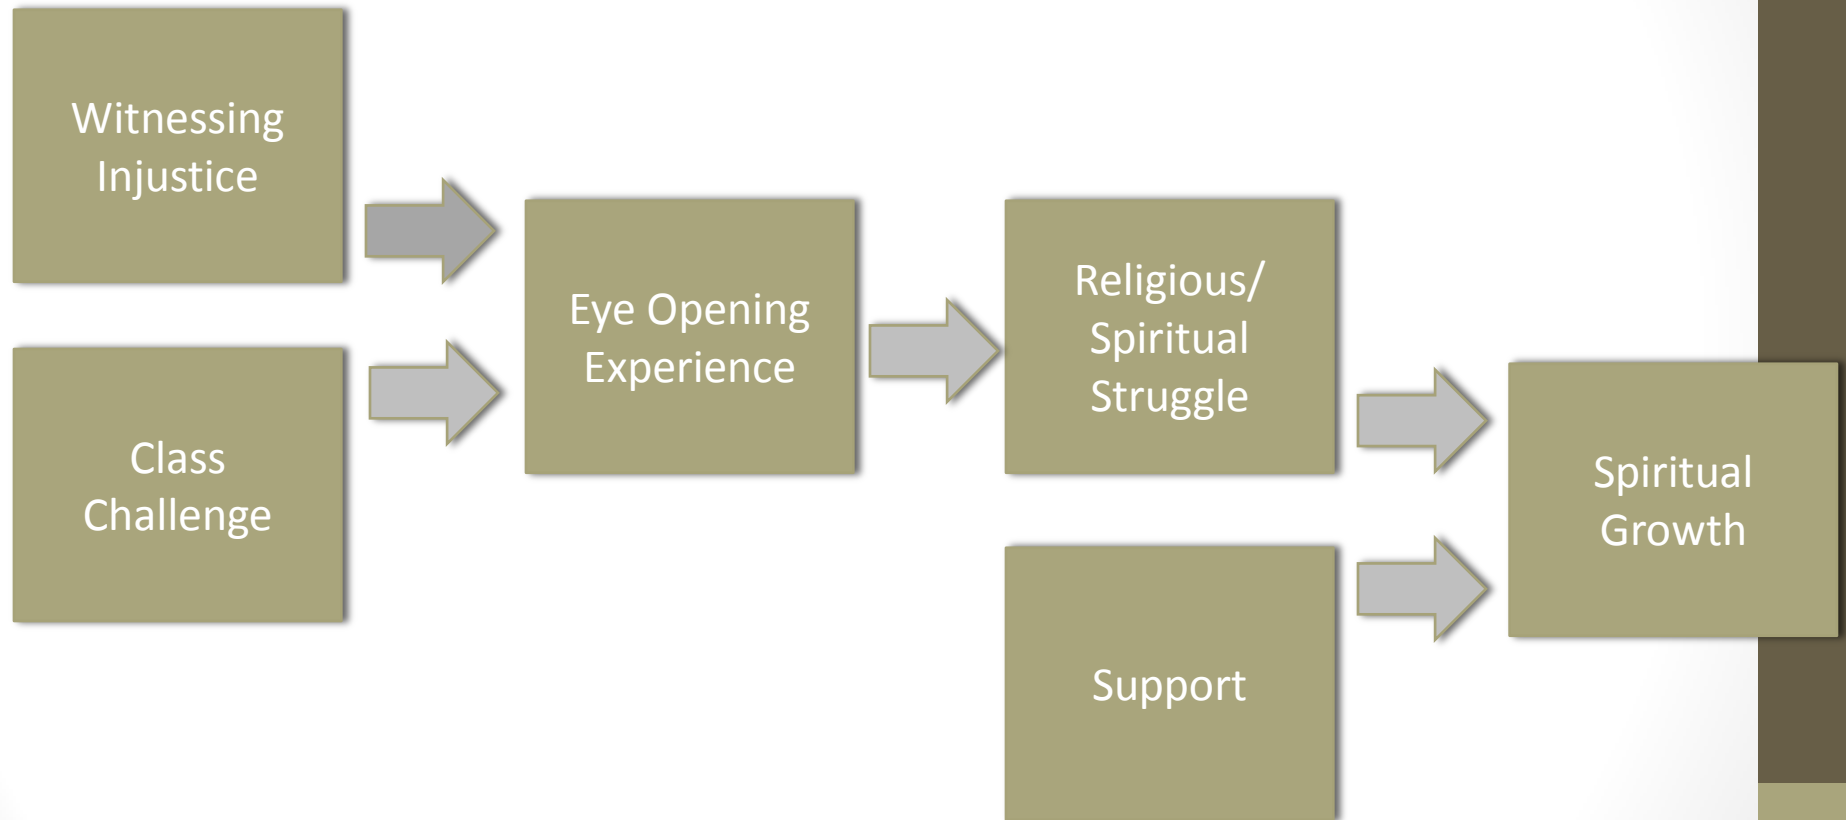 Witnessing
Injustice
Class
Challenge
Eye Opening
Experience
Religious/
Spiritual
Struggle
Support
Spiritual
Growth